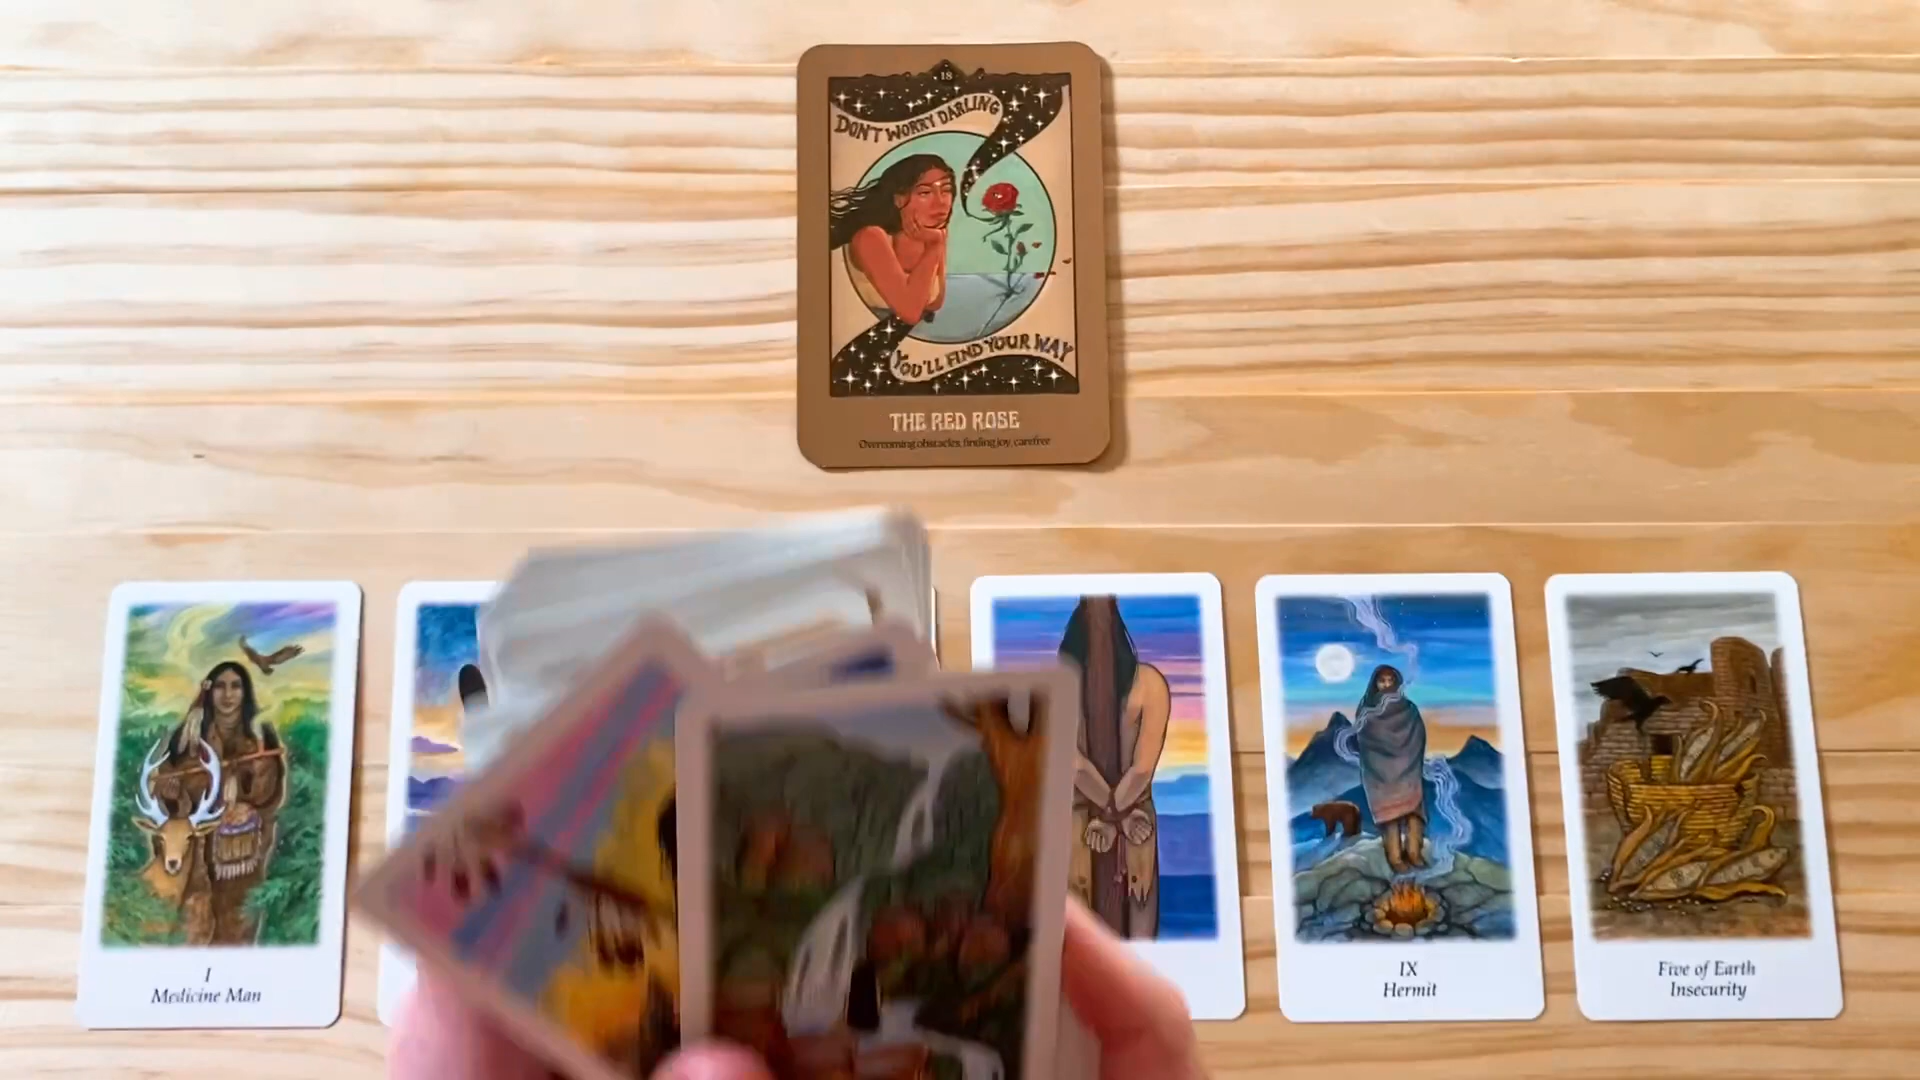 18
DON'T WORRY DARLING
YOU'LL FIND YOUR WAY
THE RED ROSE
Overcoming obstacles, finding joy, carefree
I
Medicine Man
IX
Hermit
Five of Earth
Insecurity